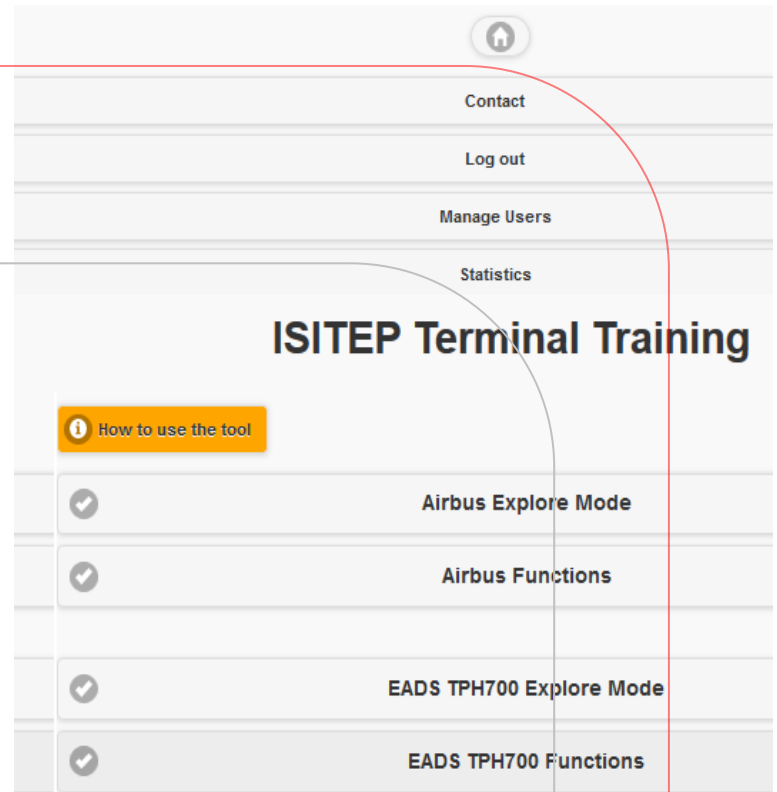 Contact
Log out
Manage Users
Statistics
ISITEP Terminal Training
How to use the tool
Airbus Explore Mode
Airbus Functions
EADS TPH700 Explore Mode
EADS TPH700 Functions